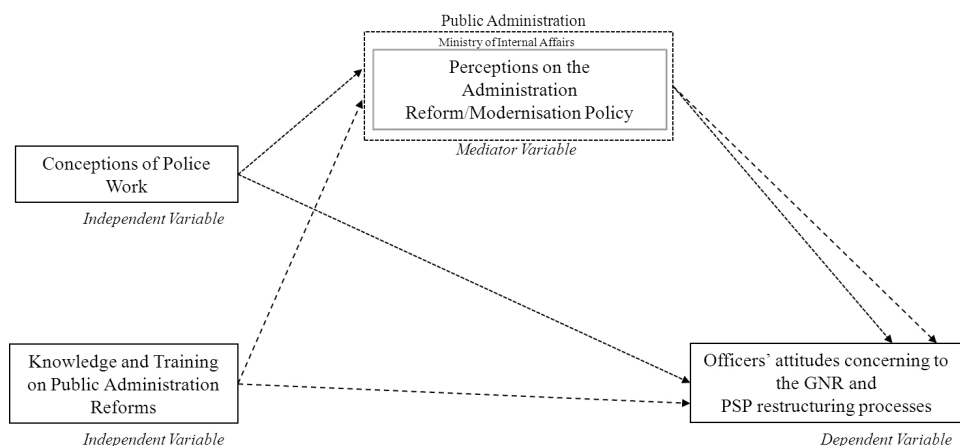 Public Administration
Ministry of Internal Affairs
Perceptions on the
Administration
Reform/Modernisation Policy
Mediator Variable
Conceptions of Police
Work
Independent Variable
Knowledge and Training
on Public Administration
Reforms
Independent Variable
Officers' attitudes concerning to
the GNR and
PSP restructuring processes
Dependent Variable